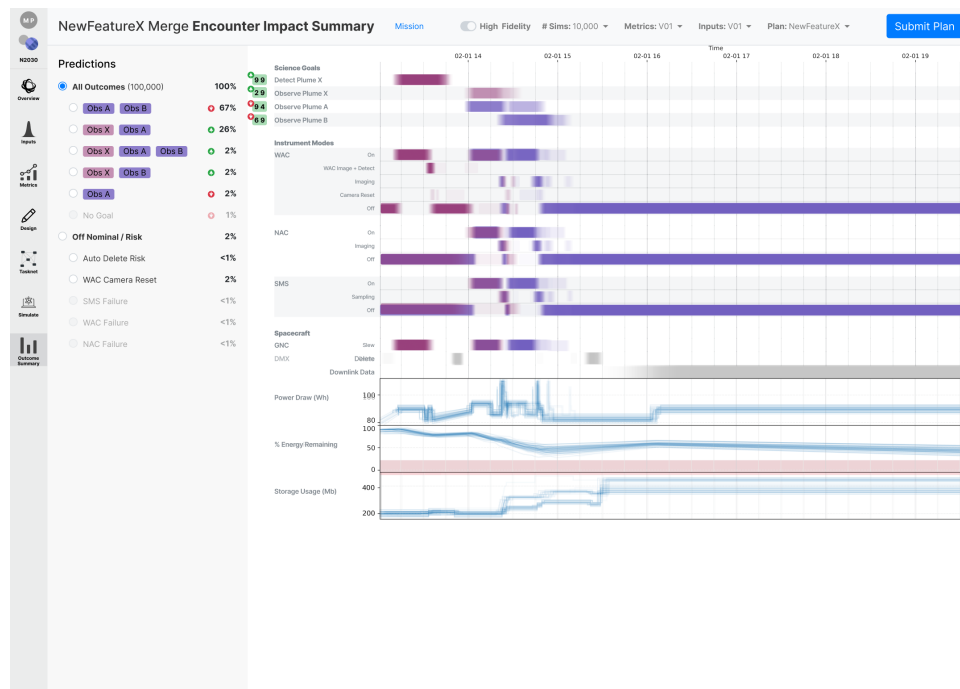 MP
NewFeatureX Merge Encounter Impact Summary
Mission
High Fidelity
# Sims: 10,000
Metrics: V01
Inputs: V01
Plan: NewFeatureX
Submit Plan
N2030
Overview
Inputs
Metrics
Design
Tasknet
Simulate
Outcome
Summary
Predictions
All Outcomes (100,000) 100%
Obs A Obs B 67%
Obs X Obs A 26%
Obs X Obs A Obs B 2%
Obs X Obs B 2%
Obs A 2%
No Goal 1%
Off Nominal / Risk 2%
Auto Delete Risk <1%
WAC Camera Reset 2%
SMS Failure <1%
WAC Failure <1%
NAC Failure <1%
Time
02-01 14 02-01 15 02-01 16 02-01 17 02-01 18 02-01 19
Science Goals
99 Detect Plume X
29 Observe Plume X
94 Observe Plume A
69 Observe Plume B
Instrument Modes
WAC On
WAC Image + Detect
Imaging
Camera Reset
Off
NAC On
Imaging
Off
SMS On
Sampling
Off
Spacecraft
GNC Slew
DMX Delete
Downlink Data
Power Draw (Wh) 100
80
% Energy Remaining 100
50
0
Storage Usage (Mb) 400
200